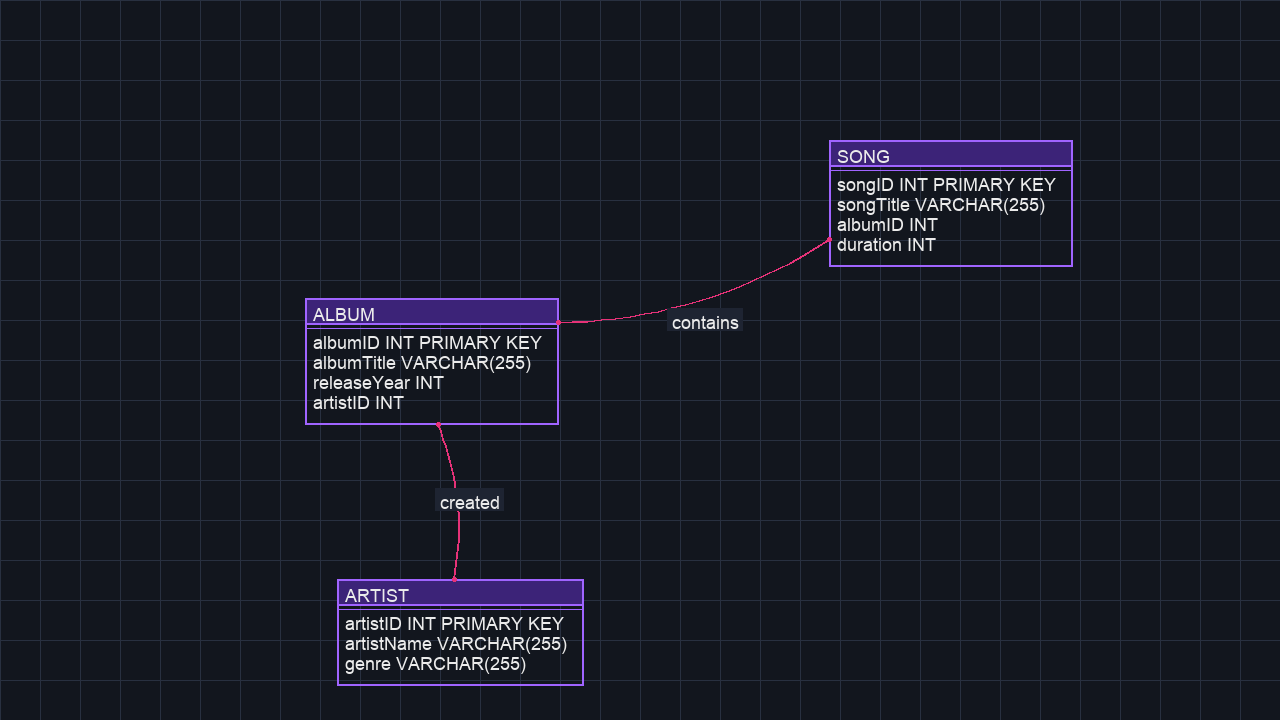 SONG
songID INT PRIMARY KEY
songTitle VARCHAR(255)
albumID INT
duration INT
ALBUM
albumID INT PRIMARY KEY
albumTitle VARCHAR(255)
releaseYear INT
artistID INT
contains
created
ARTIST
artistID INT PRIMARY KEY
artistName VARCHAR(255)
genre VARCHAR(255)